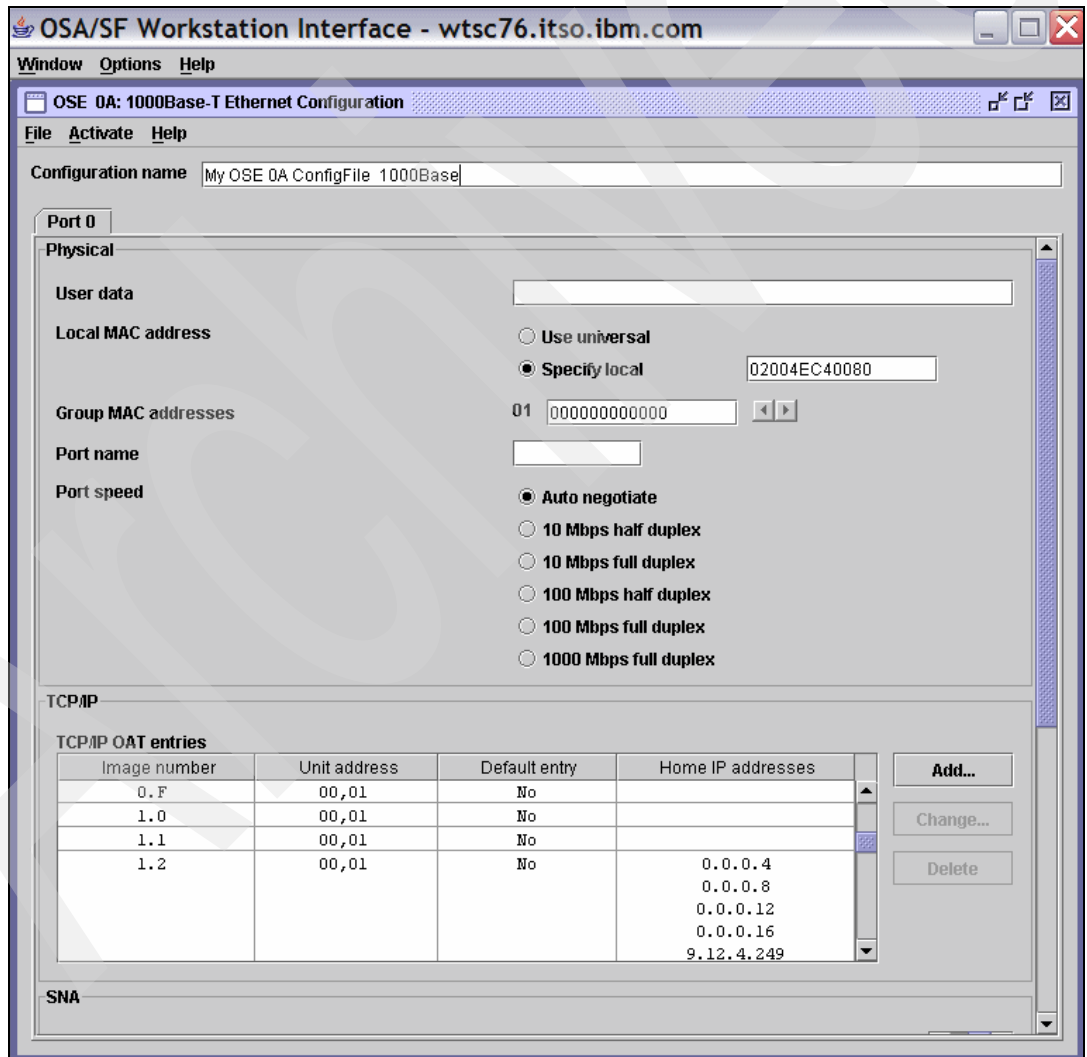 OSA/SF Workstation Interface - wtsc76.itso.ibm.com
Window Options Help
OSE 0A: 1000Base-T Ethernet Configuration
File Activate Help
Configuration name My OSE 0A ConfigFile 1000Base
Port 0
Physical
User data
Local MAC address
Use universal
Specify local 02004EC40080
Group MAC addresses 01 000000000000
Port name
Port speed
Auto negotiate
10 Mbps half duplex
10 Mbps full duplex
100 Mbps half duplex
100 Mbps full duplex
1000 Mbps full duplex
TCP/IP
TCP/IP OAT entries
Image number Unit address Default entry Home IP addresses Add...
0.F 00,01 No
1.0 00,01 No Change...
1.1 00,01 No
1.2 00,01 No 0.0.0.4 Delete
0.0.0.8
0.0.0.12
0.0.0.16
9.12.4.249
SNA